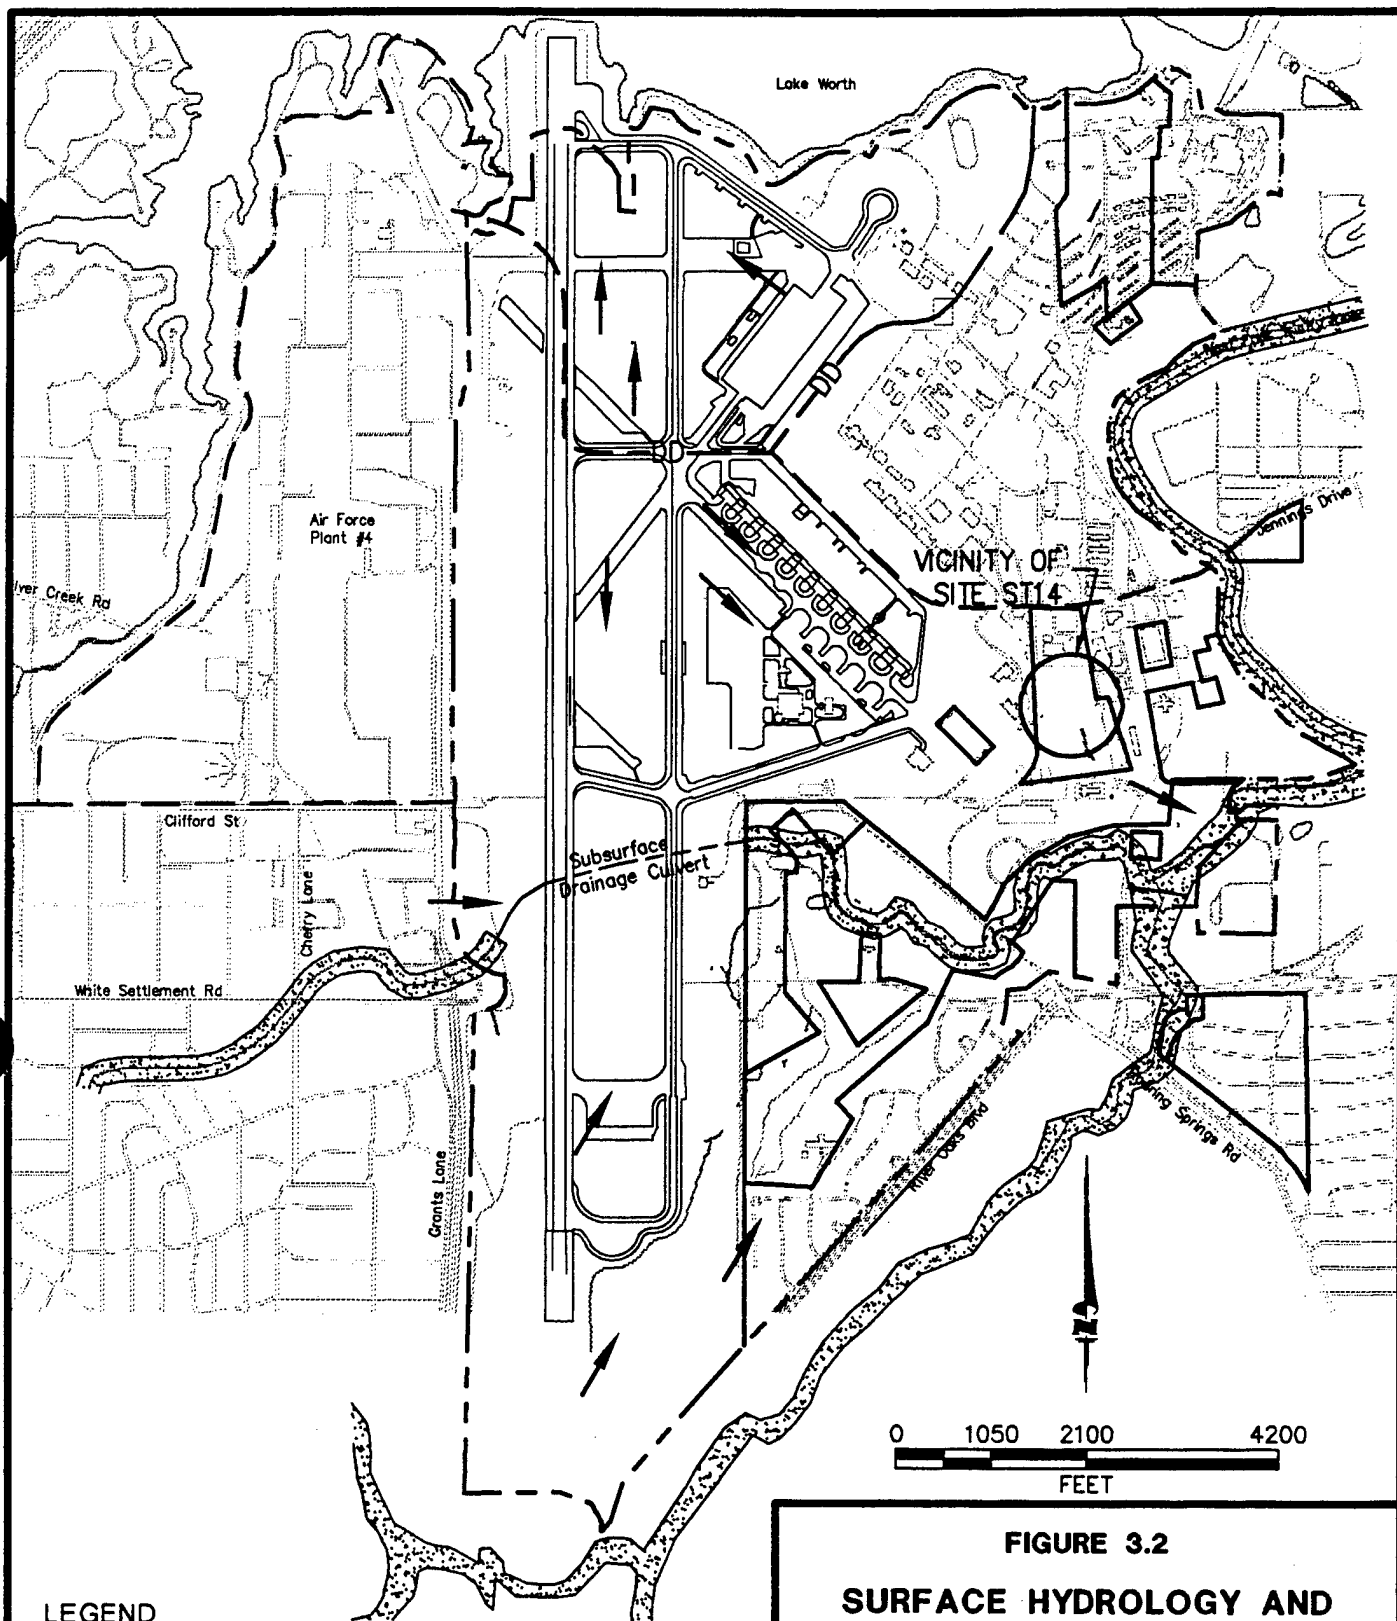 Lake Worth
Jennings Drive
Air Force
Plant #4
VICINITY OF
SITE ST14
lver Creek Rd
Clifford St
Subsurface
Drainage Culvert
Cherry Lane
White Settlement Rd
River Oaks Blvd
ring Springs Rd
Grants Lane
N
0 1050 2100 4200
FEET
FIGURE 3.2
SURFACE HYDROLOGY AND
LEGEND